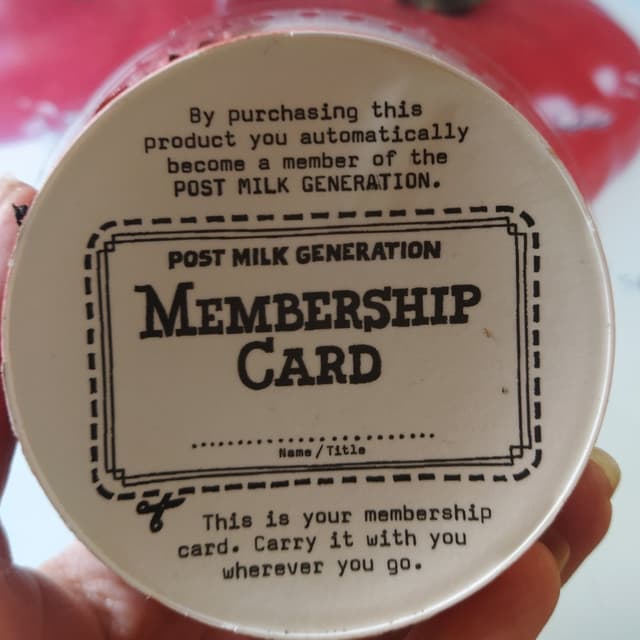 By purchasing this
product you automatically
become a member of the
POST MILK GENERATION.
POST MILK GENERATION
MEMBERSHIP
CARD
Name/Title
This is your membership
card. Carry it with you
wherever you go.